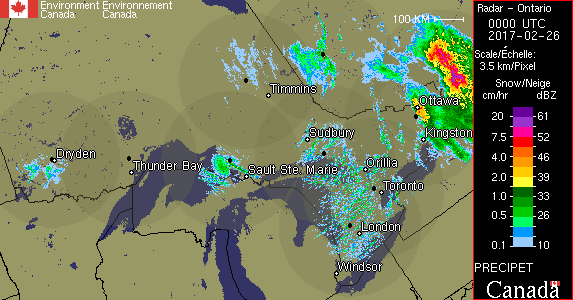 Environment Environnement
Canada Canada
100 KM
Timmins
Ottawa
Sudbury
Kingston
Dryden
Thunder Bay
Sault Ste. Marie
Orillia
Toronto
London
Windsor
Radar - Ontario
0000 UTC
2017-02-26
Scale/Échelle:
3.5 km/Pixel
Snow/Neige
cm/hr dBZ
20 61
7.5 52
4.0 46
2.0 39
1.0 33
0.5 26
0.1 10
PRECIPET
Canada